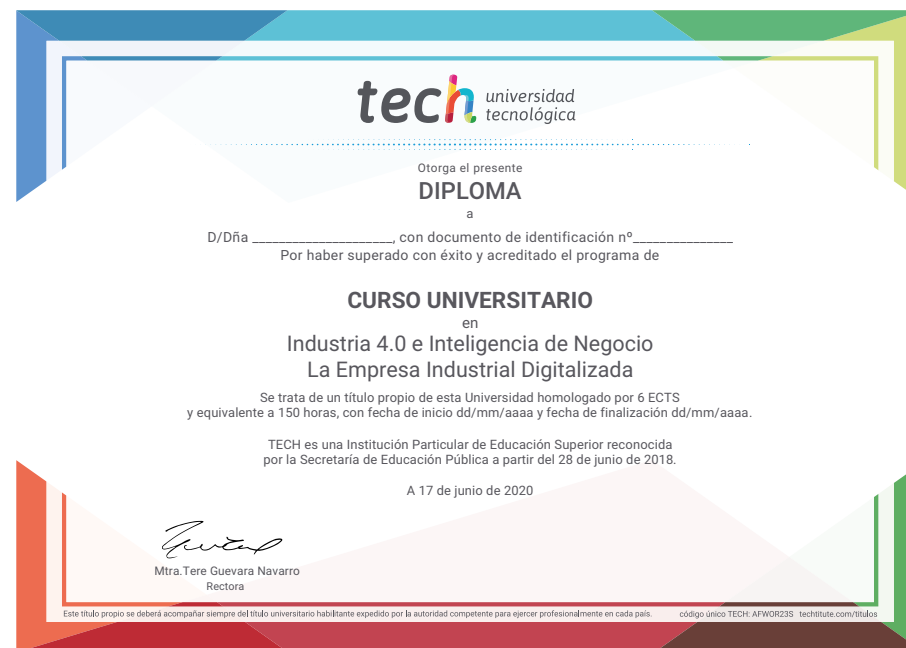 tech universidad
tecnológica
Otorga el presente
DIPLOMA
a
D/Dña ______________________, con documento de identificación nº________________
Por haber superado con éxito y acreditado el programa de
CURSO UNIVERSITARIO
en
Industria 4.0 e Inteligencia de Negocio
La Empresa Industrial Digitalizada
Se trata de un título propio de esta Universidad homologado por 6 ECTS
y equivalente a 150 horas, con fecha de inicio dd/mm/aaaa y fecha de finalización dd/mm/aaaa.
TECH es una Institución Particular de Educación Superior reconocida
por la Secretaría de Educación Pública a partir del 28 de junio de 2018.
A 17 de junio de 2020
Mtra.Tere Guevara Navarro
Rectora
Este título propio se deberá acompañar siempre del título universitario habilitante expedido por la autoridad competente para ejercer profesionalmente en cada país. código único TECH: AFWOR23S techtitute.com/títulos